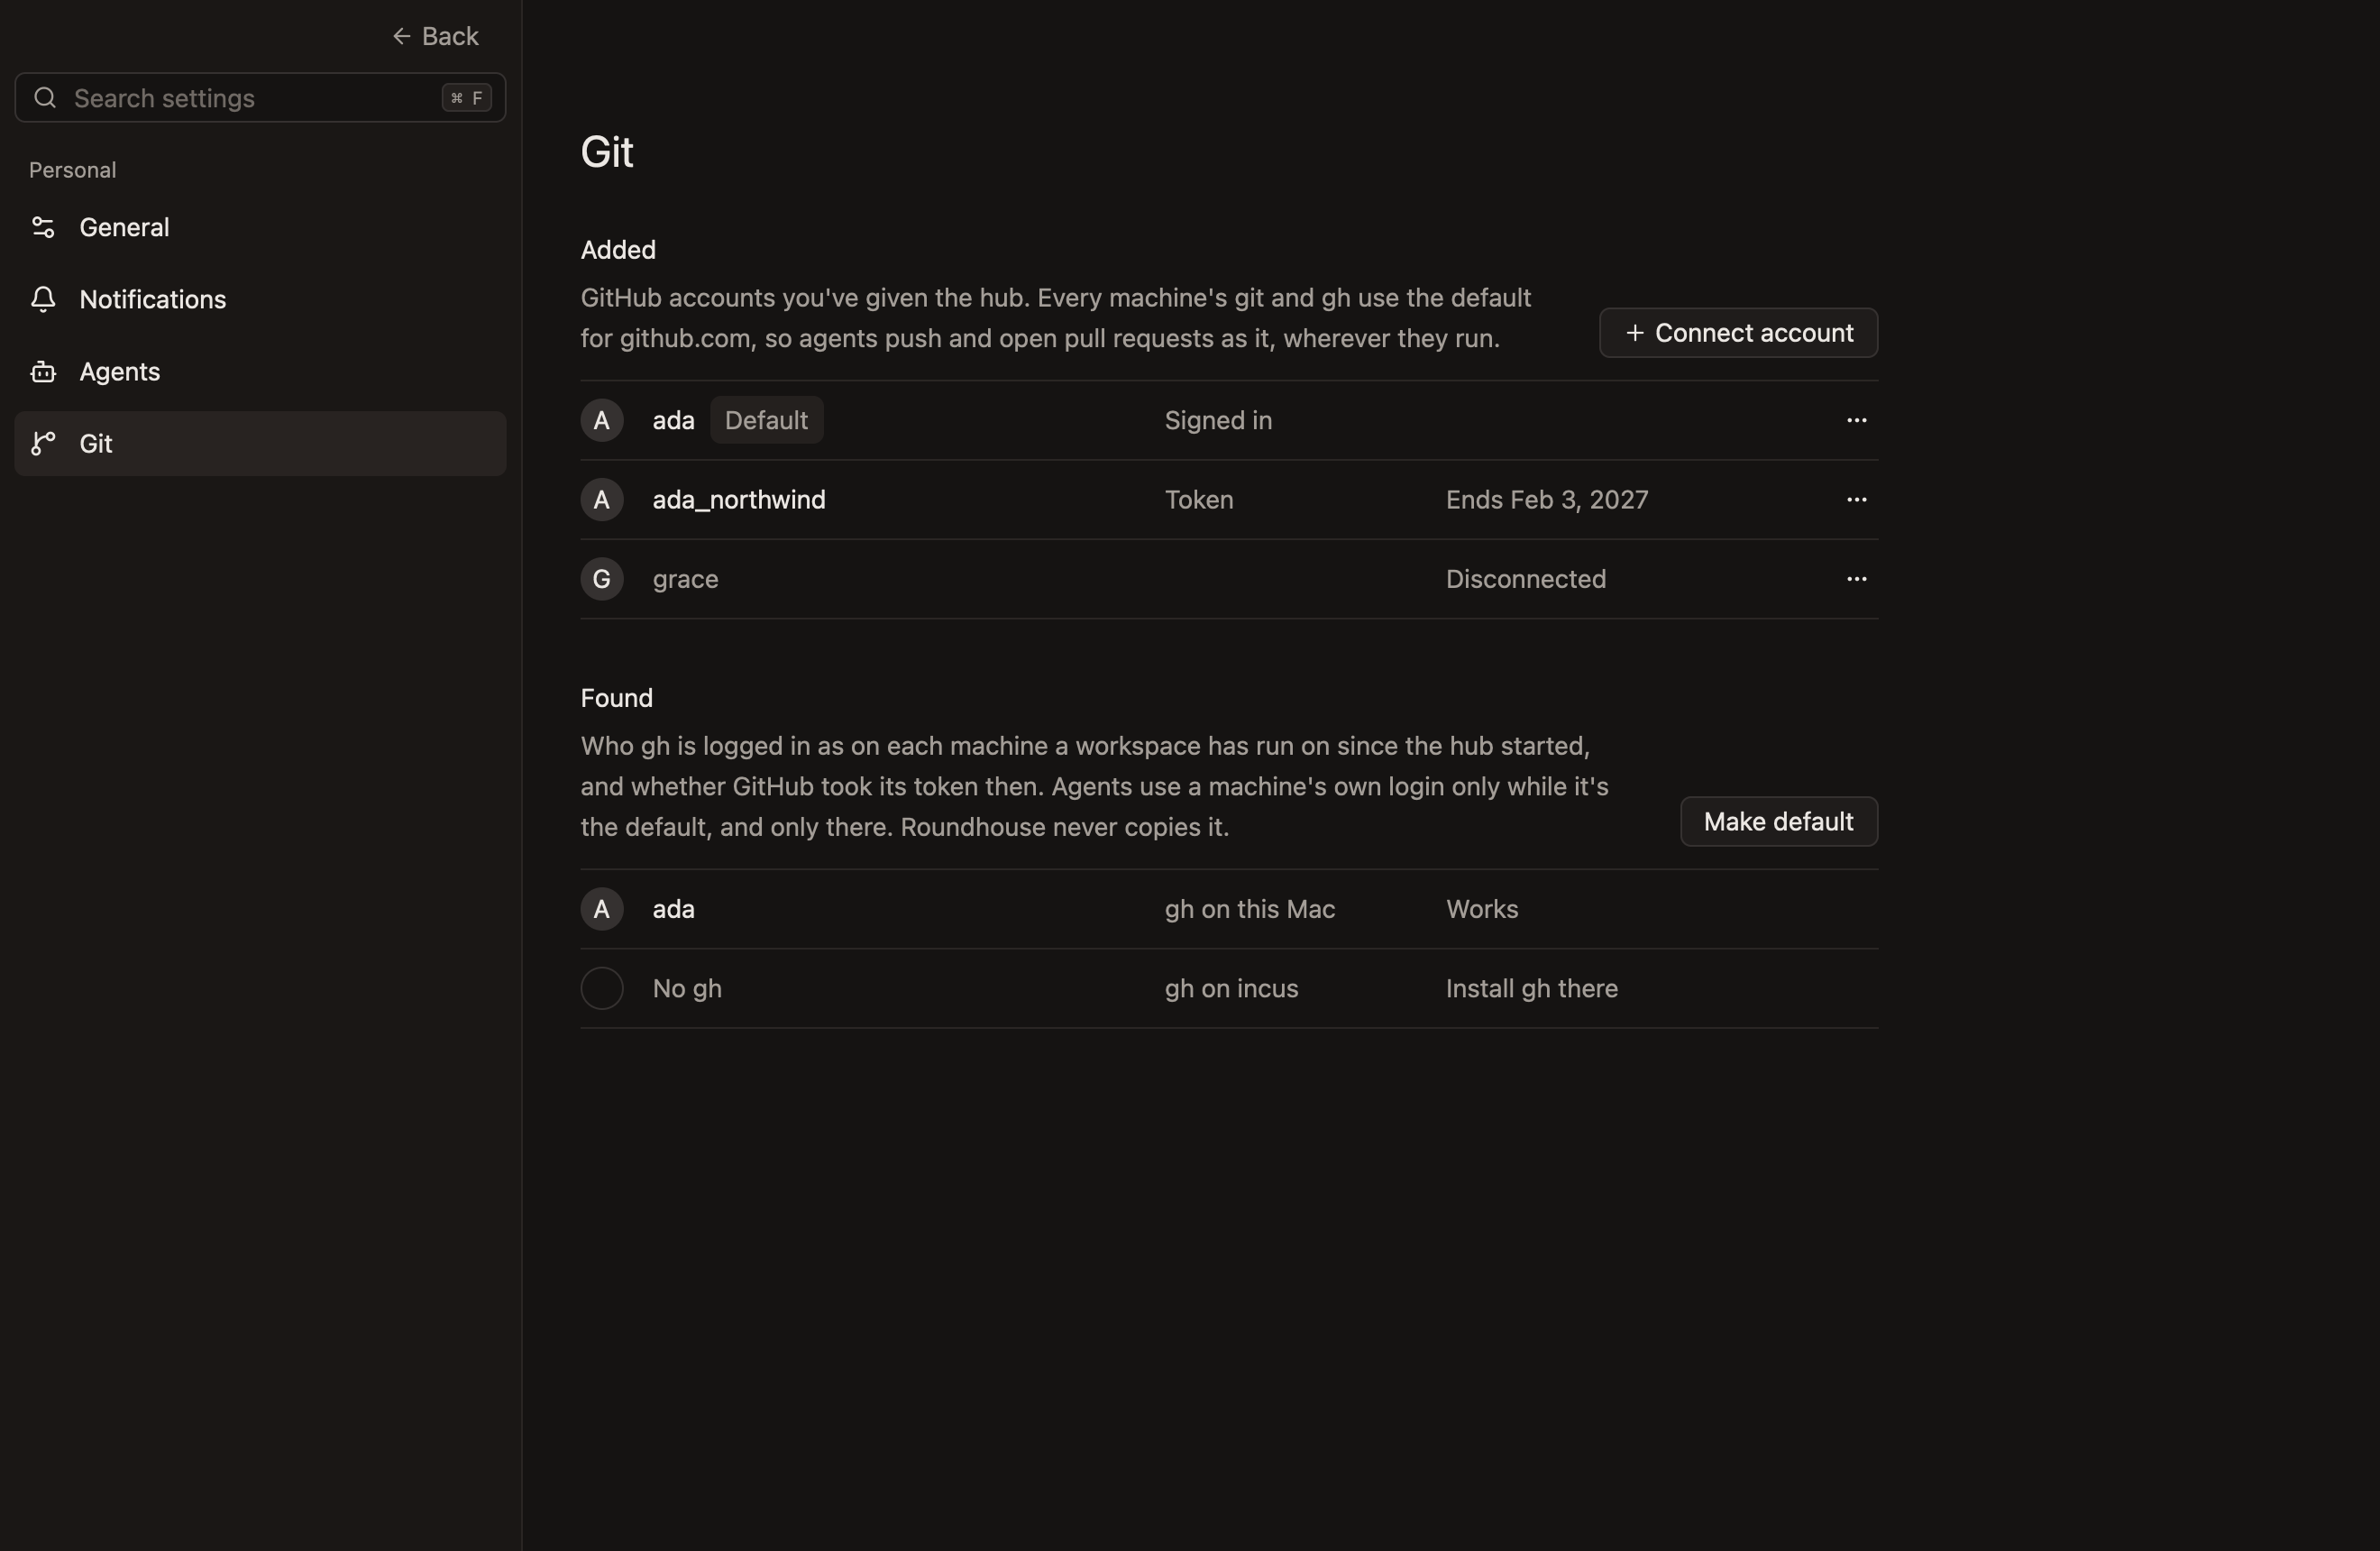 Back
Search settings
⌘ F
Personal
General
Notifications
Agents
Git
Git
Added
GitHub accounts you've given the hub. Every machine's git and gh use the default
for github.com, so agents push and open pull requests as it, wherever they run.
Connect account
A ada Default Signed in
A ada_northwind Token Ends Feb 3, 2027
G grace Disconnected
Found
Who gh is logged in as on each machine a workspace has run on since the hub started,
and whether GitHub took its token then. Agents use a machine's own login only while it's
the default, and only there. Roundhouse never copies it.
Make default
A ada gh on this Mac Works
No gh gh on incus Install gh there